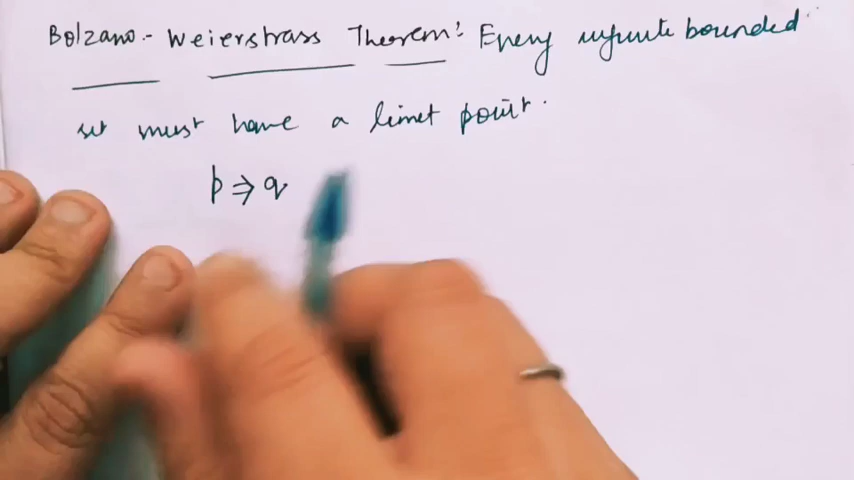 Bolzano - Weierstrass Theorem: Every infinite bounded
set must have a limit point.
p ⇒ q